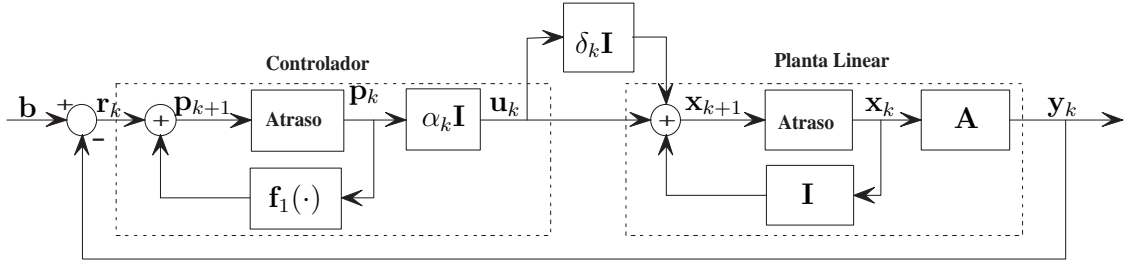 δₖI
Controlador
Planta Linear
b
+
rₖ
+
pₖ₊₁
Atraso
pₖ
αₖI
uₖ
+
xₖ₊₁
Atraso
xₖ
A
yₖ
-
f₁(·)
I